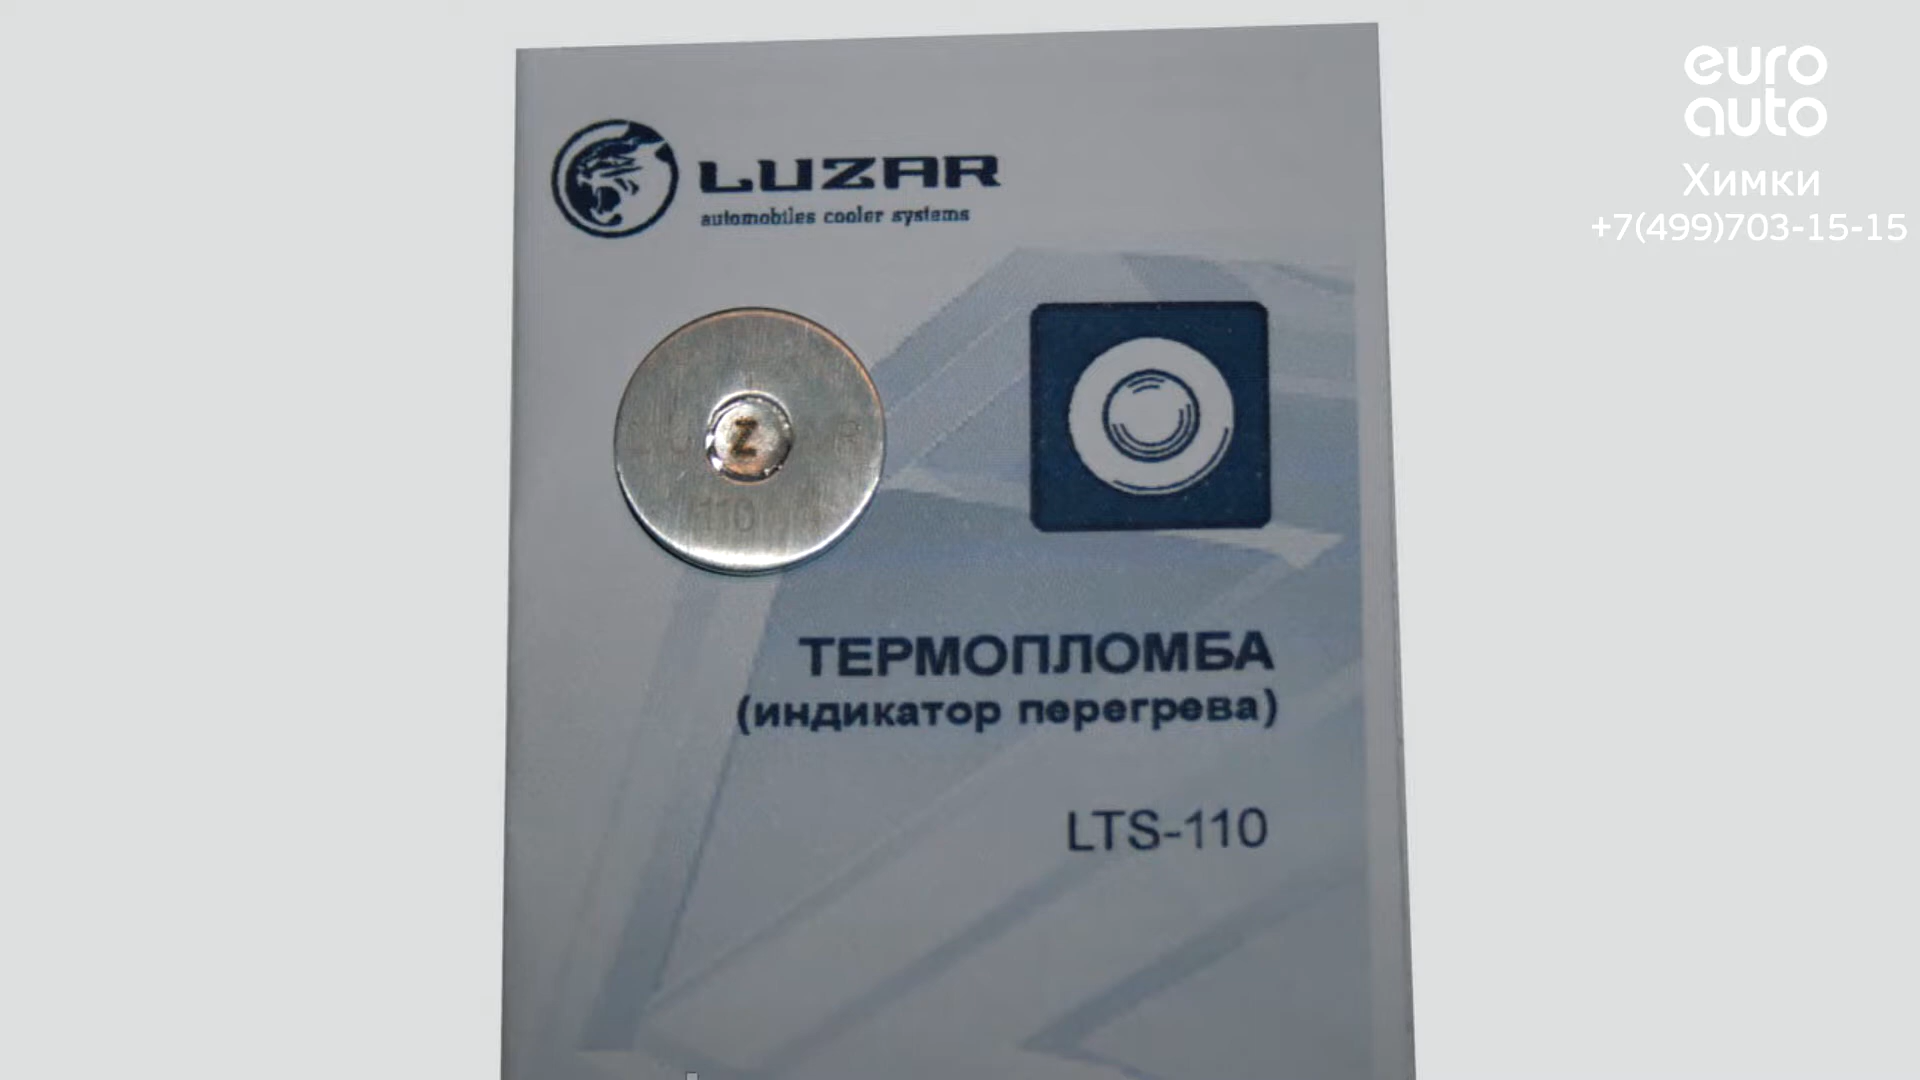 euro
auto
Химки
+7(499)703-15-15
LUZAR
automobiles cooler systems
Z
R
110
ТЕРМОПЛОМБА
(индикатор перегрева)
LTS-110